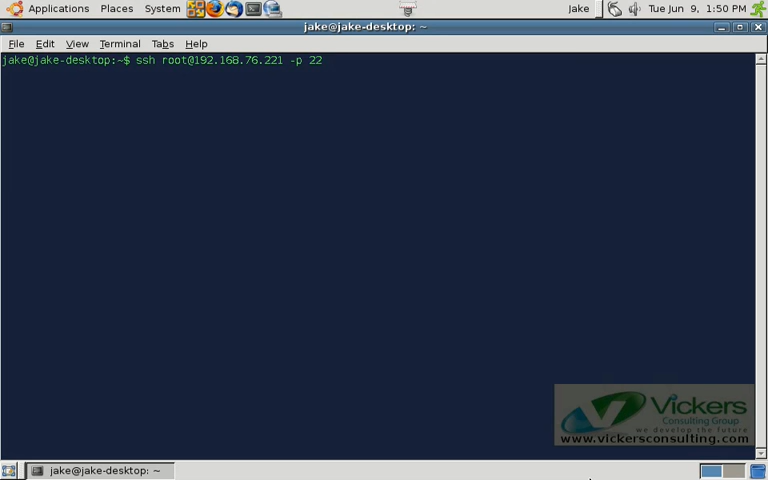 Applications Places System Jake Tue Jun 9, 1:50 PM
jake@jake-desktop: ~
File Edit View Terminal Tabs Help
jake@jake-desktop:~$ ssh root@192.168.76.221 -p 22
Vickers
Consulting Group
we develop the future
www.vickersconsulting.com
jake@jake-desktop: ~